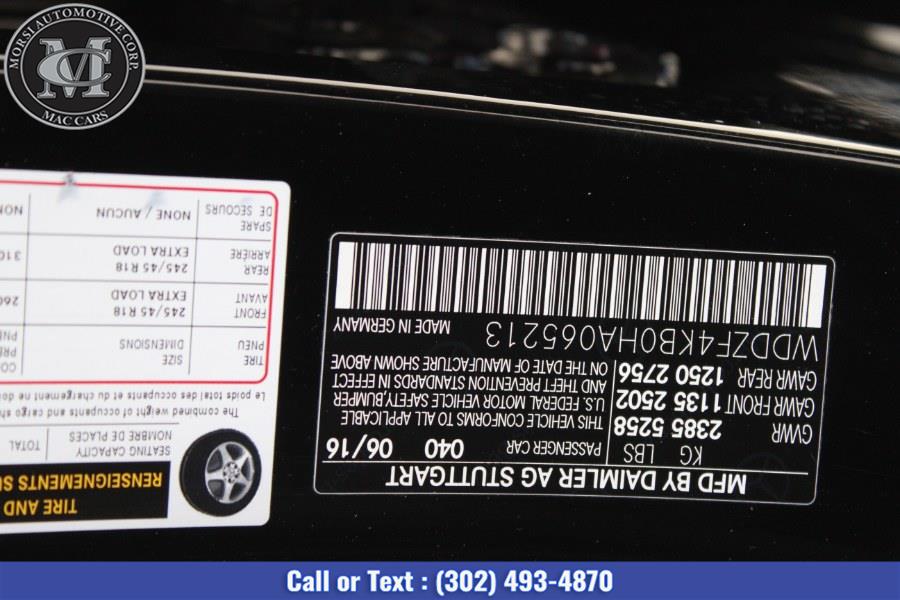 MORSI AUTOMOTIVE CORP.
MC
MAC CARS
MFD BY DAIMLER AG STUTTGART
KG LBS PASSENGER CAR 040 06/16
GVWR 2385 5258
GAWR FRONT 1135 2502
GAWR REAR 1250 2756
THIS VEHICLE CONFORMS TO ALL APPLICABLE
U.S. FEDERAL MOTOR VEHICLE SAFETY,BUMPER,
AND THEFT PREVENTION STANDARDS IN EFFECT
ON THE DATE OF MANUFACTURE SHOWN ABOVE
WDDZF4KB0HA065213 MADE IN GERMANY
TIRE AND
RENSEIGNEMENTS
SEATING CAPACITY
NOMBRE DE PLACES
TOTAL
The combined weight of occupants and cargo
Le poids total des occupants et du chargement ne
TIRE SIZE
PNEU DIMENSIONS
FRONT 245/45 R18
AVANT EXTRA LOAD
REAR 245/45 R18
ARRIÈRE EXTRA LOAD
SPARE NONE / AUCUN
DE SECOURS
Call or Text : (302) 493-4870